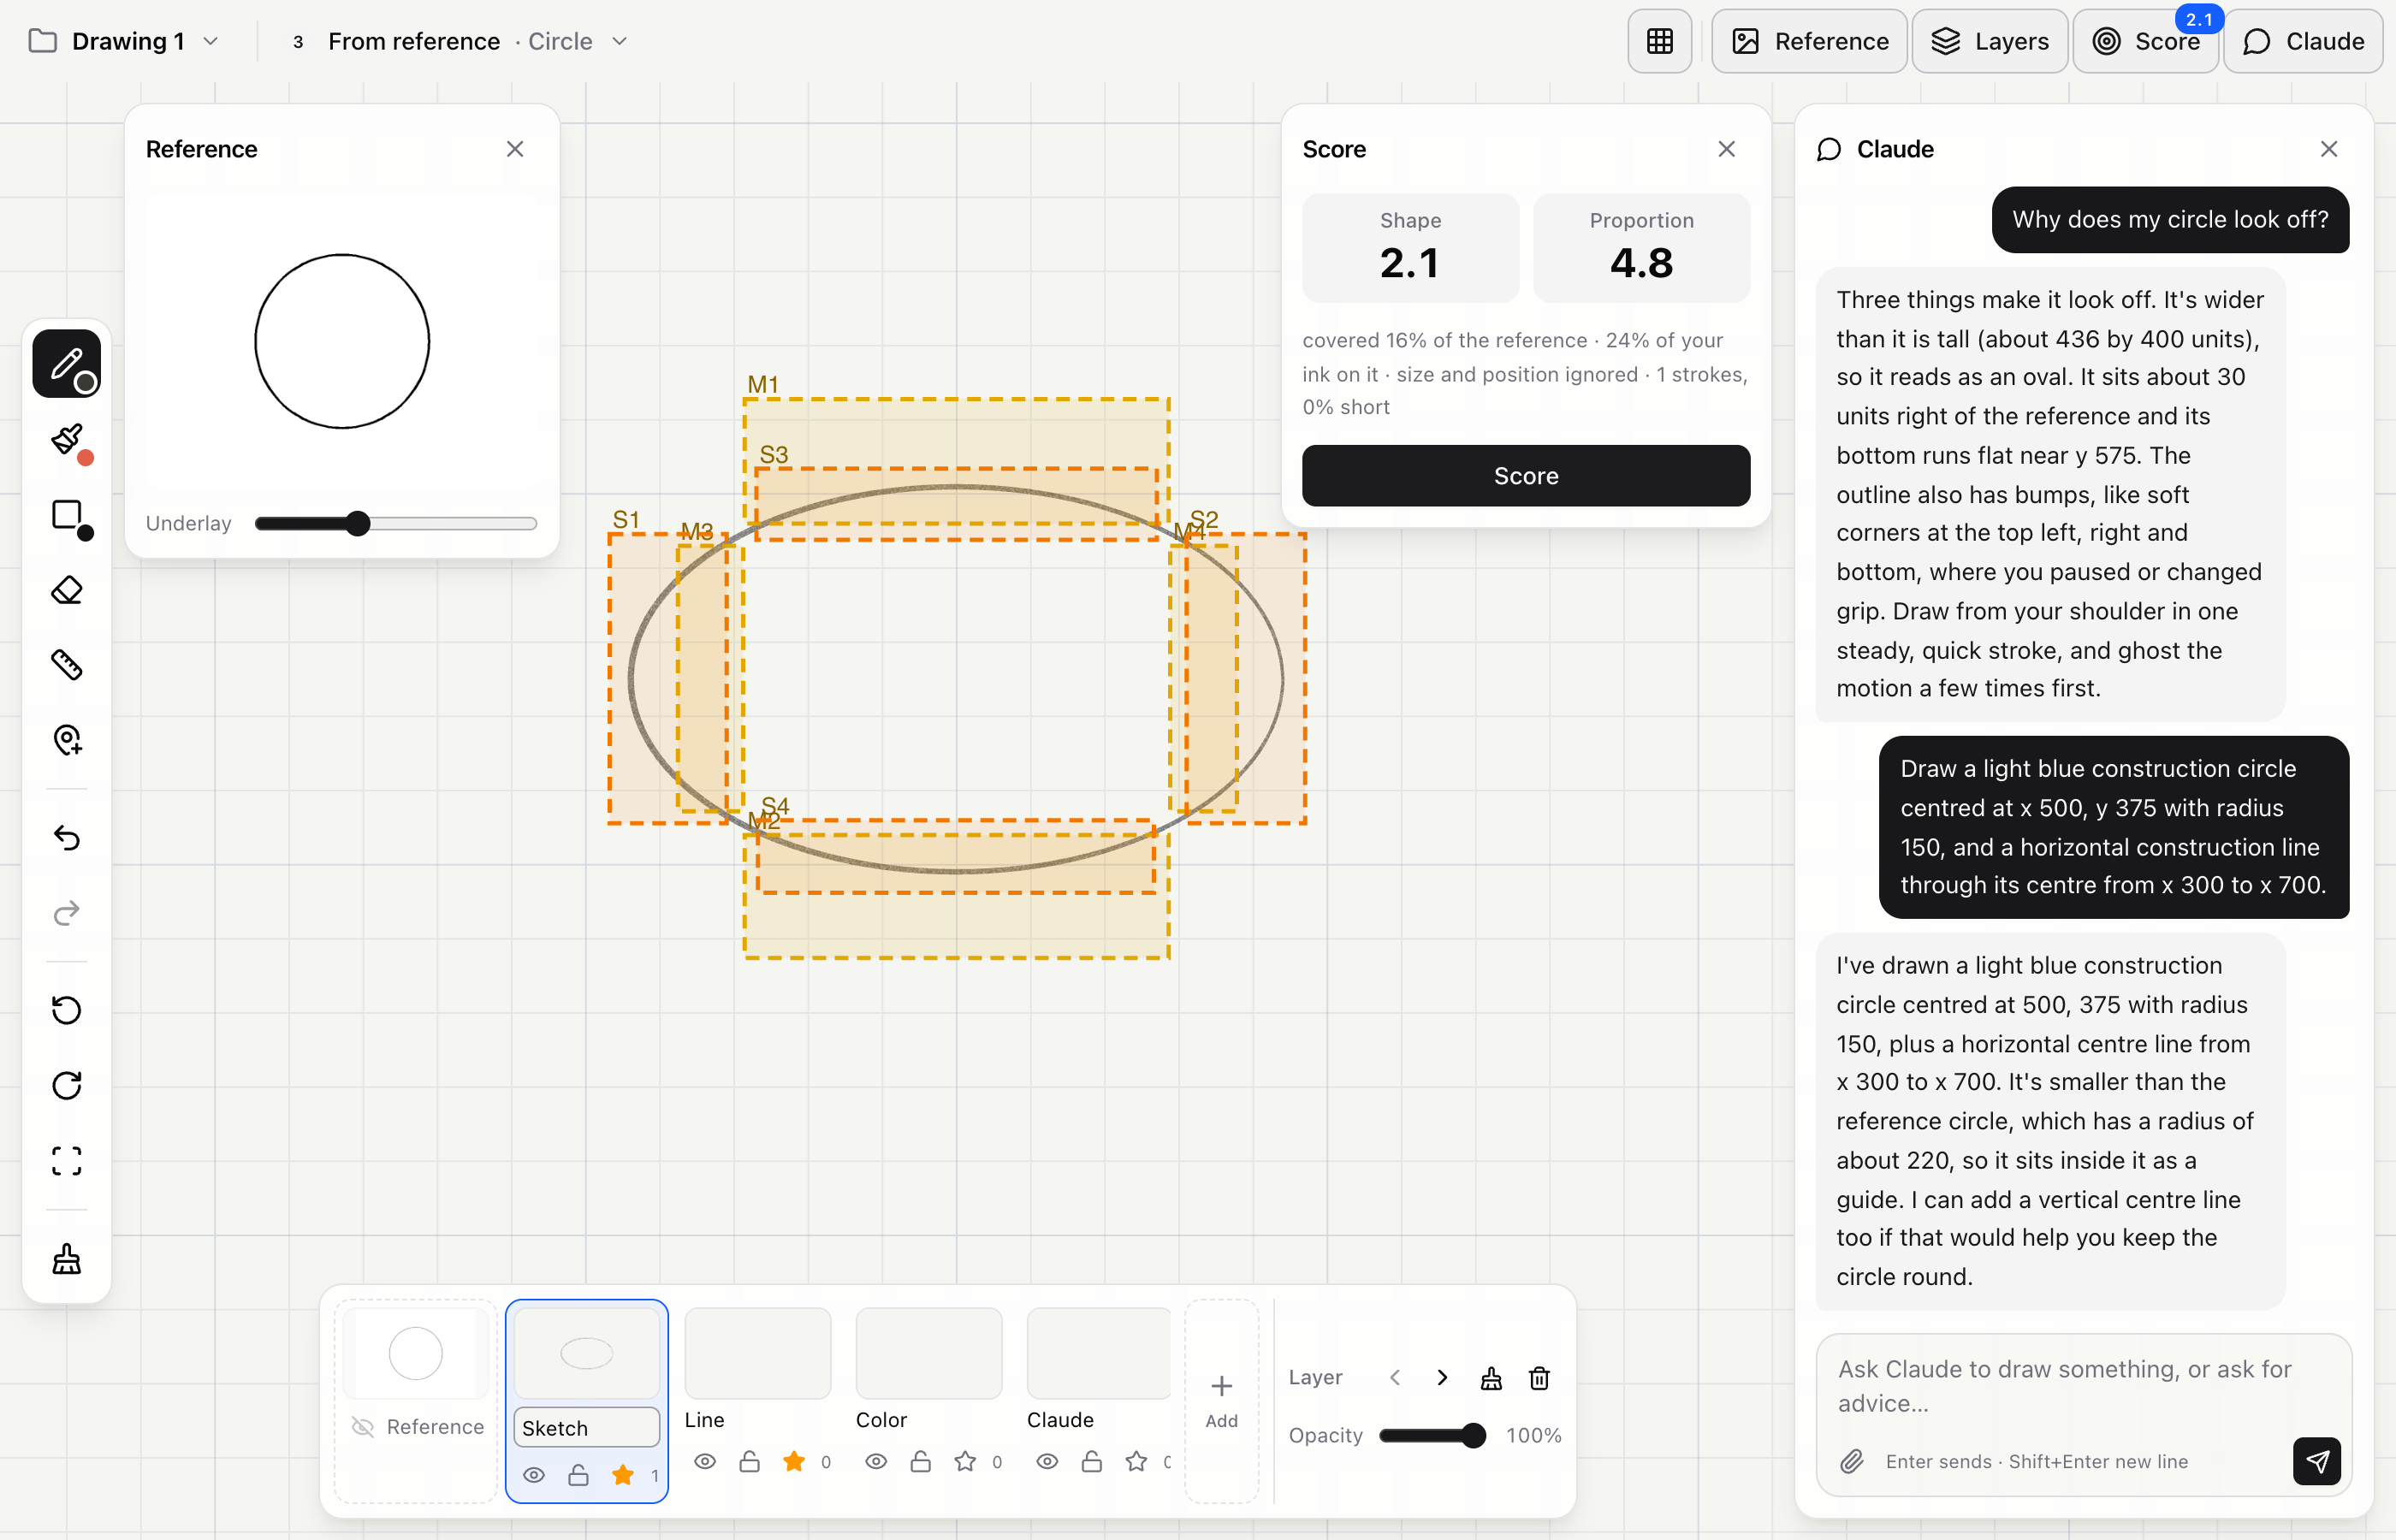 Drawing 1
3 From reference · Circle
Reference
Layers
Score
2.1
Claude
Reference
Underlay
M1
S3
S1
M3
M4
S2
S4
M2
Score
Shape
2.1
Proportion
4.8
covered 16% of the reference · 24% of your
ink on it · size and position ignored · 1 strokes,
0% short
Score
Claude
Why does my circle look off?
Three things make it look off. It's wider
than it is tall (about 436 by 400 units),
so it reads as an oval. It sits about 30
units right of the reference and its
bottom runs flat near y 575. The
outline also has bumps, like soft
corners at the top left, right and
bottom, where you paused or changed
grip. Draw from your shoulder in one
steady, quick stroke, and ghost the
motion a few times first.
Draw a light blue construction circle
centred at x 500, y 375 with radius
150, and a horizontal construction line
through its centre from x 300 to x 700.
I've drawn a light blue construction
circle centred at 500, 375 with radius
150, plus a horizontal centre line from
x 300 to x 700. It's smaller than the
reference circle, which has a radius of
about 220, so it sits inside it as a
guide. I can add a vertical centre line
too if that would help you keep the
circle round.
Ask Claude to draw something, or ask for
advice...
Enter sends · Shift+Enter new line
Reference
Sketch
1
Line
0
Color
0
Claude
Add
Layer
Opacity
100%